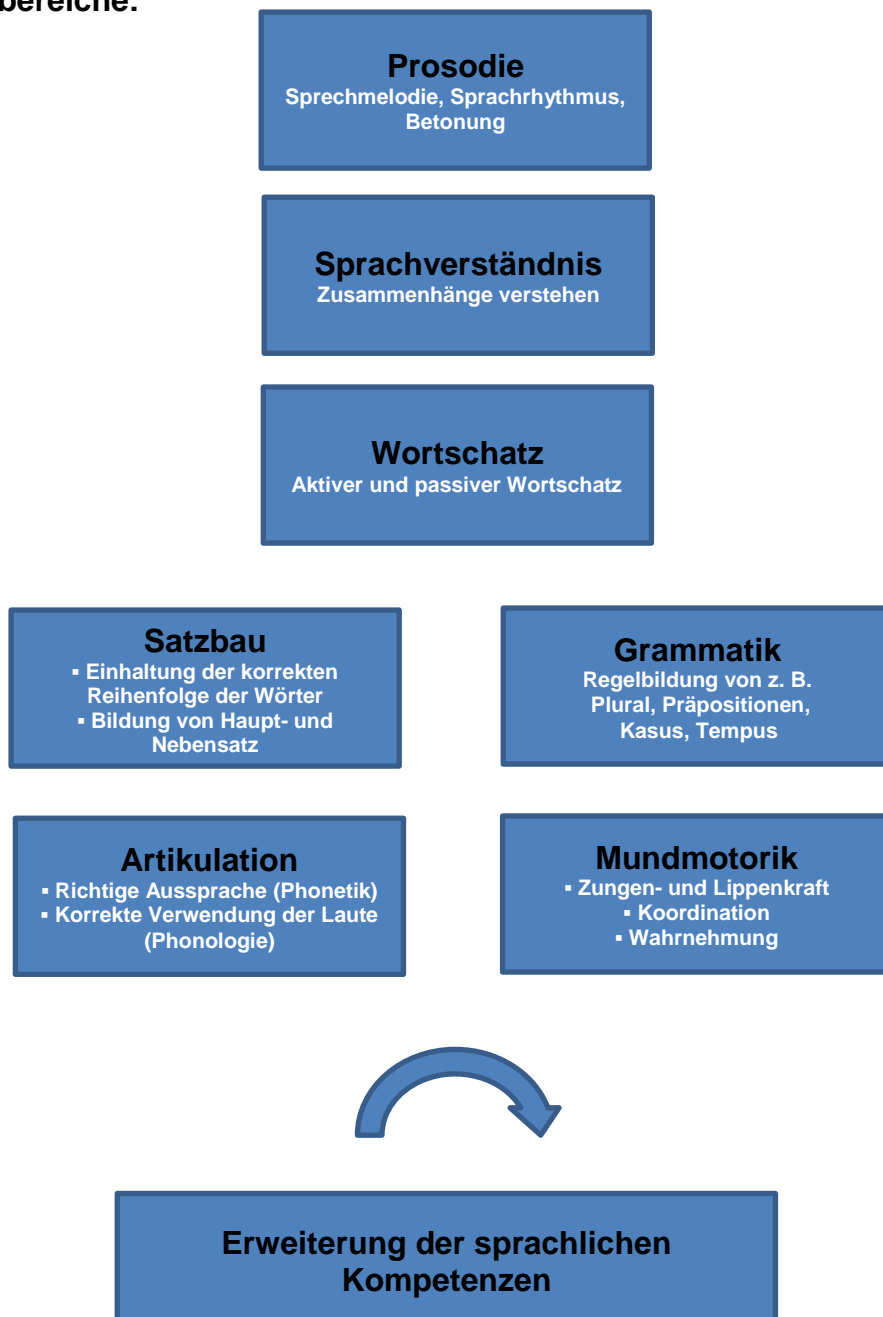 bereiche:
Prosodie
Sprechmelodie, Sprachrhythmus,
Betonung
Sprachverständnis
Zusammenhänge verstehen
Wortschatz
Aktiver und passiver Wortschatz
Satzbau
▪ Einhaltung der korrekten
Reihenfolge der Wörter
▪ Bildung von Haupt- und
Nebensatz
Grammatik
Regelbildung von z. B.
Plural, Präpositionen,
Kasus, Tempus
Artikulation
▪ Richtige Aussprache (Phonetik)
▪ Korrekte Verwendung der Laute
(Phonologie)
Mundmotorik
▪ Zungen- und Lippenkraft
▪ Koordination
▪ Wahrnehmung
Erweiterung der sprachlichen
Kompetenzen